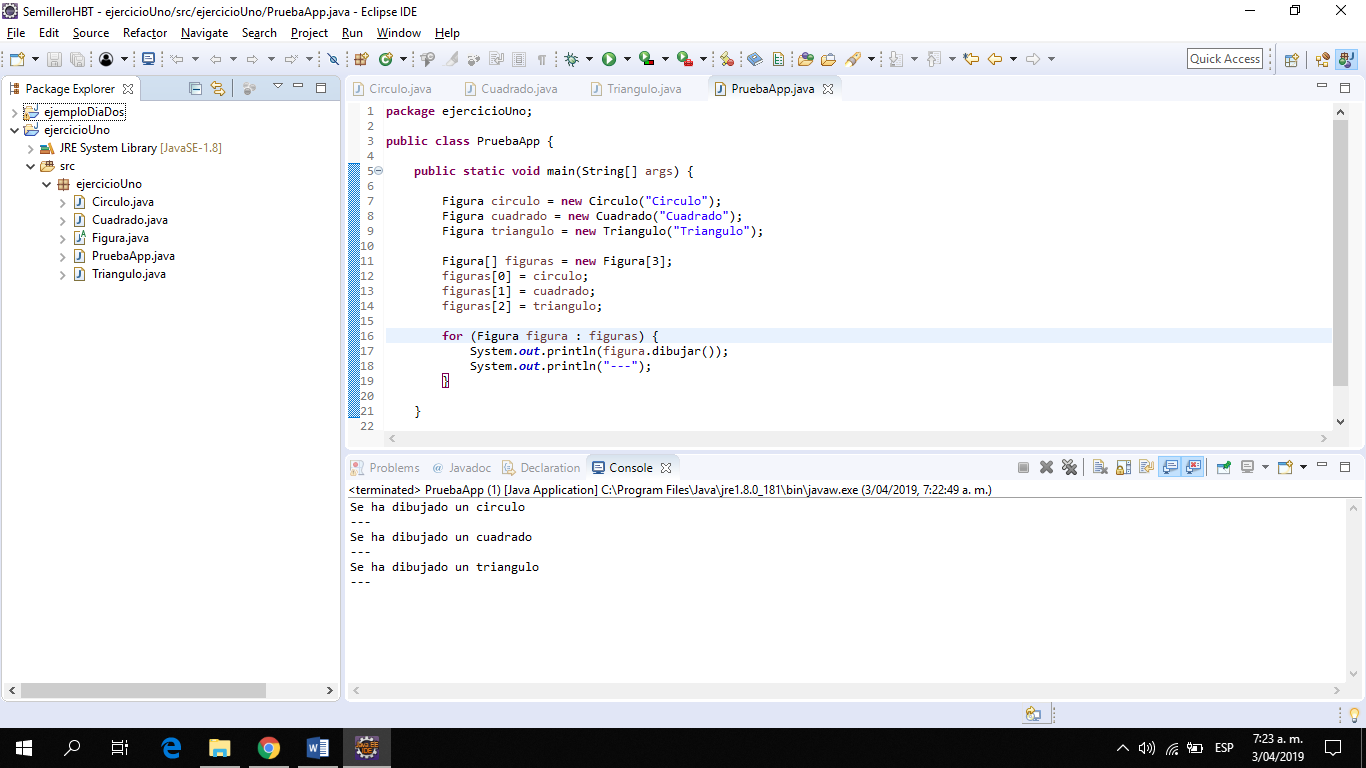 SemilleroHBT - ejercicioUno/src/ejercicioUno/PruebaApp.java - Eclipse IDE
File Edit Source Refactor Navigate Search Project Run Window Help
Quick Access
Package Explorer
ejemploDiaDos
ejercicioUno
JRE System Library [JavaSE-1.8]
src
ejercicioUno
Circulo.java
Cuadrado.java
Figura.java
PruebaApp.java
Triangulo.java
Circulo.java Cuadrado.java Triangulo.java PruebaApp.java
1 package ejercicioUno;
2
3 public class PruebaApp {
4
5 public static void main(String[] args) {
6
7 Figura circulo = new Circulo("Circulo");
8 Figura cuadrado = new Cuadrado("Cuadrado");
9 Figura triangulo = new Triangulo("Triangulo");
10
11 Figura[] figuras = new Figura[3];
12 figuras[0] = circulo;
13 figuras[1] = cuadrado;
14 figuras[2] = triangulo;
15
16 for (Figura figura : figuras) {
17 System.out.println(figura.dibujar());
18 System.out.println("---");
19 }
20
21 }
22
Problems @ Javadoc Declaration Console
<terminated> PruebaApp (1) [Java Application] C:\Program Files\Java\jre1.8.0_181\bin\javaw.exe (3/04/2019, 7:22:49 a. m.)
Se ha dibujado un circulo
---
Se ha dibujado un cuadrado
---
Se ha dibujado un triangulo
---
ESP
7:23 a. m.
3/04/2019